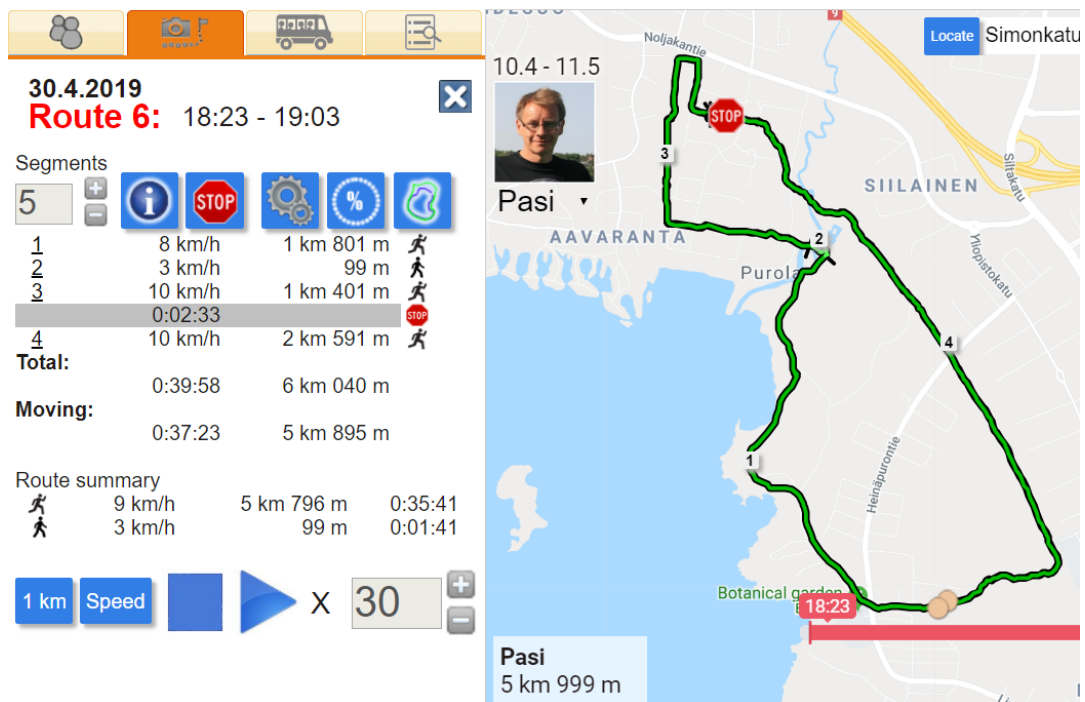 30.4.2019
Route 6: 18:23 - 19:03
Segments
5
i
STOP
%
1 8 km/h 1 km 801 m
2 3 km/h 99 m
3 10 km/h 1 km 401 m
0:02:33 STOP
4 10 km/h 2 km 591 m
Total:
0:39:58 6 km 040 m
Moving:
0:37:23 5 km 895 m
Route summary
9 km/h 5 km 796 m 0:35:41
3 km/h 99 m 0:01:41
1 km Speed X 30
9
Locate Simonkatu
Noljakantie
10.4 - 11.5
STOP
3
Siltakatu
SIILAINEN
Pasi
AAVARANTA
2
Yliopistokatu
Purola
4
1
Heinäpurontie
Botanical garden
18:23
Pasi
5 km 999 m